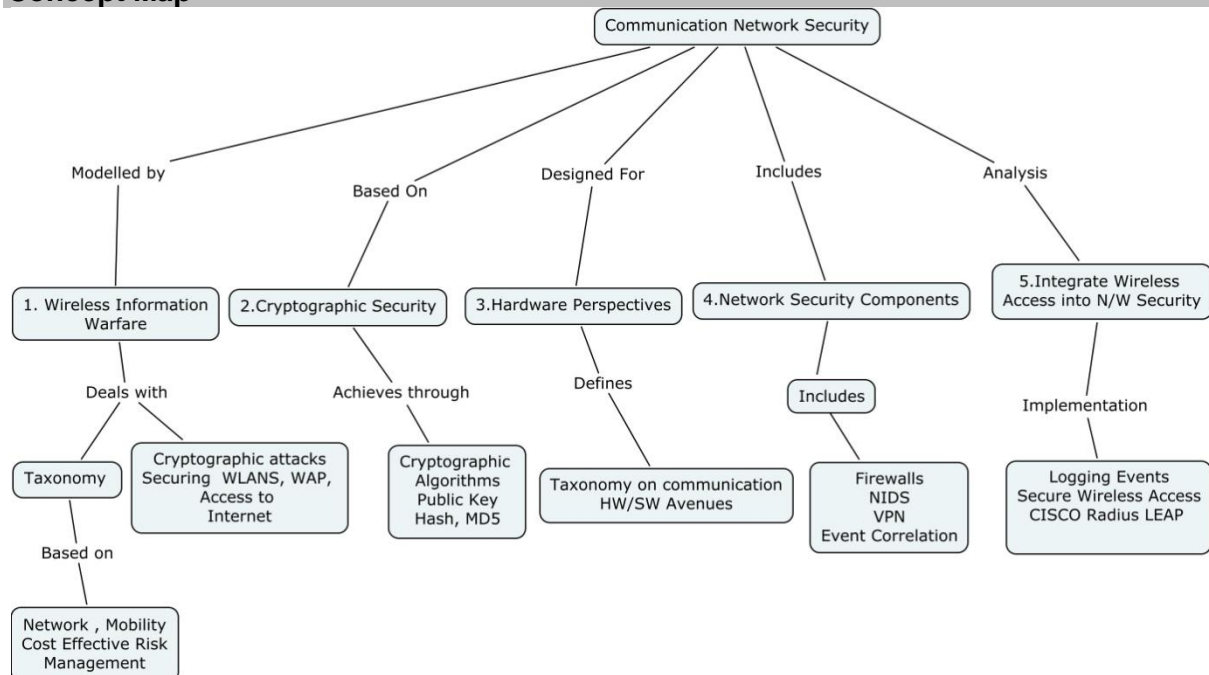 Concept Map
Communication Network Security
Modelled by
Based On
Designed For
Includes
Analysis
1. Wireless Information
Warfare
2.Cryptographic Security
3.Hardware Perspectives
4.Network Security Components
5.Integrate Wireless
Access into N/W Security
Deals with
Achieves through
Defines
Includes
Implementation
Taxonomy
Cryptographic attacks
Securing WLANS, WAP,
Access to
Internet
Cryptographic
Algorithms
Public Key
Hash, MD5
Taxonomy on communication
HW/SW Avenues
Firewalls
NIDS
VPN
Event Correlation
Logging Events
Secure Wireless Access
CISCO Radius LEAP
Based on
Network , Mobility
Cost Effective Risk
Management